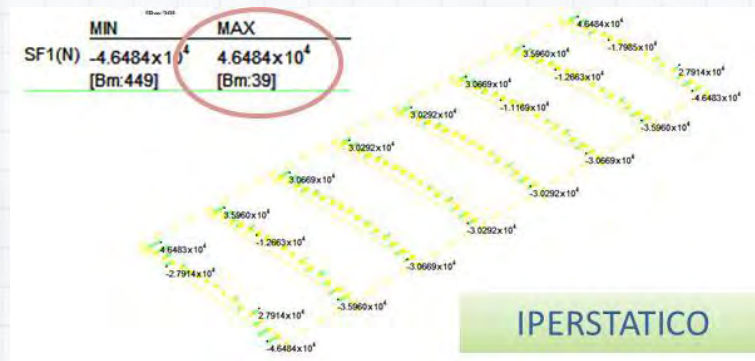 MIN MAX
SF1(N) -4.6484x10⁴ 4.6484x10⁴
[Bm:449] [Bm:39]
4.6484x10⁴
-1.7985x10⁴
3.5960x10⁴
2.7914x10⁴
-1.2663x10⁴
-4.6483x10⁴
3.0669x10⁴
-1.1169x10⁴
-3.5960x10⁴
3.0292x10⁴
-3.0669x10⁴
3.0292x10⁴
-3.0292x10⁴
3.0669x10⁴
-3.0292x10⁴
3.5960x10⁴
-1.2663x10⁴
-3.0669x10⁴
4.6483x10⁴
-2.7914x10⁴
-3.5960x10⁴
2.7914x10⁴
-4.6484x10⁴
IPERSTATICO